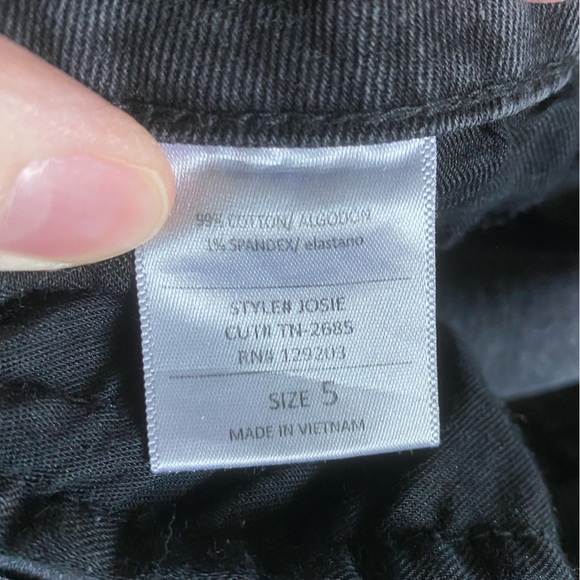 99% COTTON/ ALGODON
1% SPANDEX/ elastano
STYLE# JOSIE
CUT# TN-2685
RN# 129203
SIZE 5
MADE IN VIETNAM